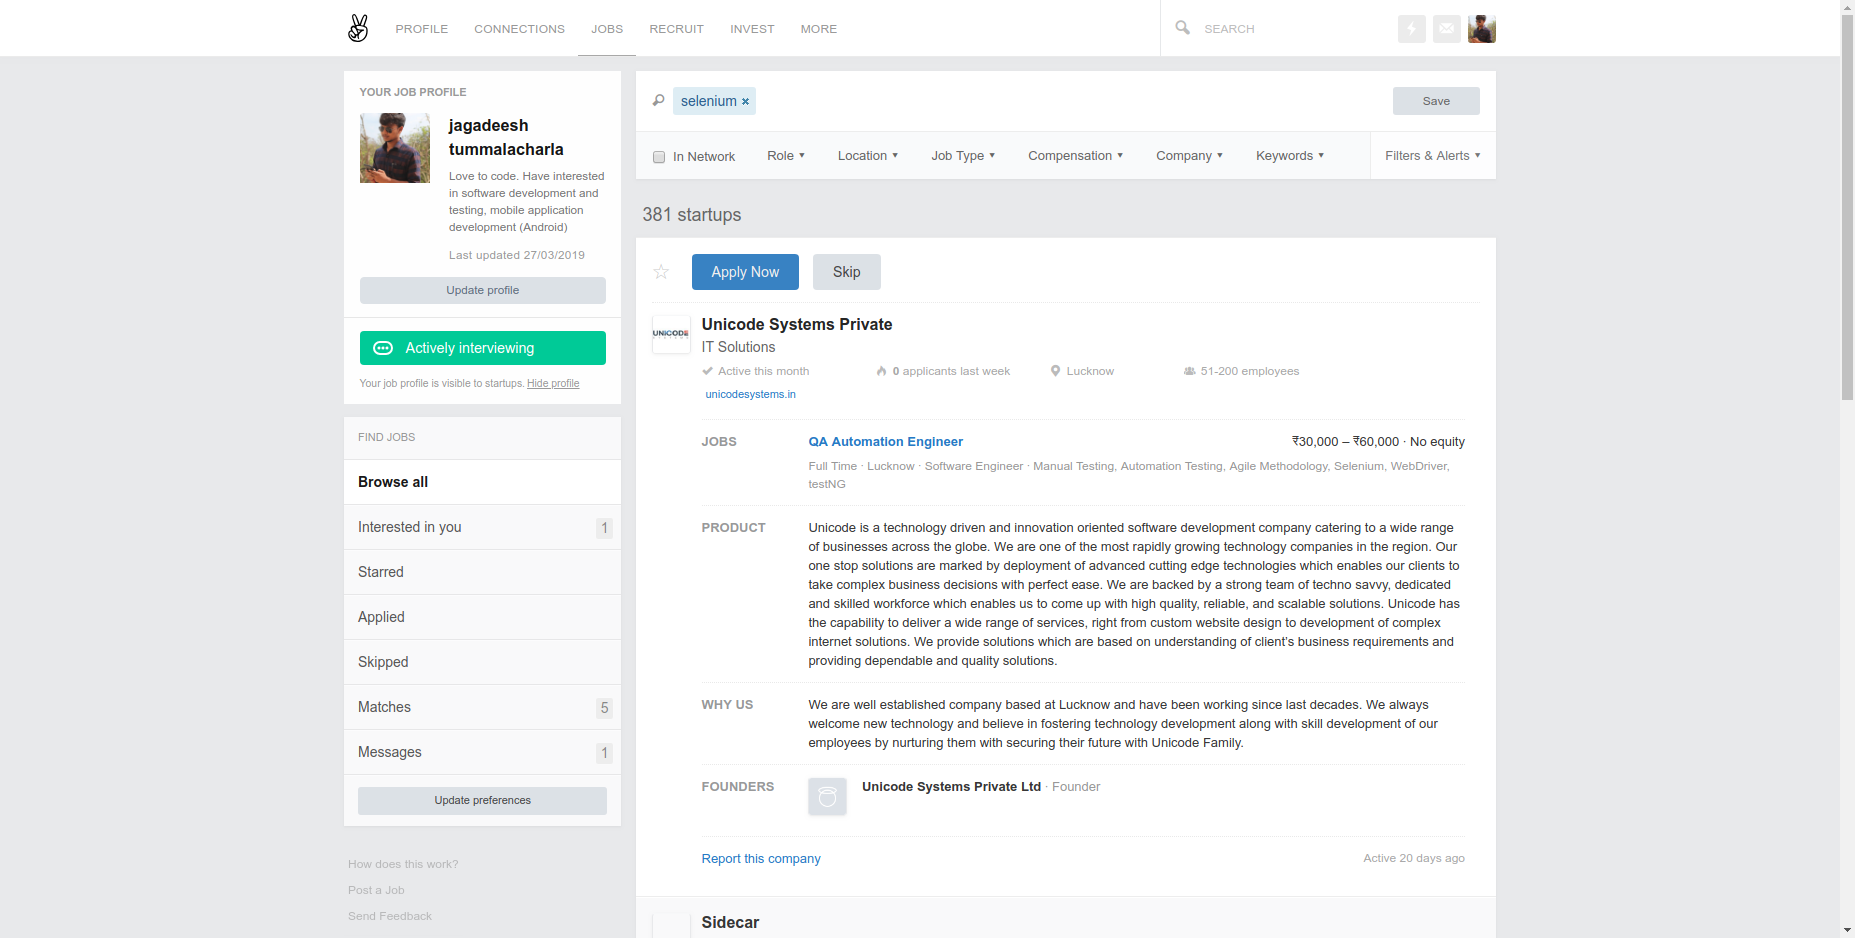 PROFILE CONNECTIONS JOBS RECRUIT INVEST MORE SEARCH
YOUR JOB PROFILE
jagadeesh
tummalacharla
Love to code. Have interested
in software development and
testing, mobile application
development (Android)
Last updated 27/03/2019
Update profile
Actively interviewing
Your job profile is visible to startups. Hide profile
FIND JOBS
Browse all
Interested in you 1
Starred
Applied
Skipped
Matches 5
Messages 1
Update preferences
How does this work?
Post a Job
Send Feedback
selenium × Save
In Network Role ▾ Location ▾ Job Type ▾ Compensation ▾ Company ▾ Keywords ▾ Filters & Alerts ▾
381 startups
Apply Now Skip
UNICODE
Unicode Systems Private
IT Solutions
Active this month 0 applicants last week Lucknow 51-200 employees
unicodesystems.in
JOBS QA Automation Engineer ₹30,000 – ₹60,000 · No equity
Full Time · Lucknow · Software Engineer · Manual Testing, Automation Testing, Agile Methodology, Selenium, WebDriver,
testNG
PRODUCT Unicode is a technology driven and innovation oriented software development company catering to a wide range
of businesses across the globe. We are one of the most rapidly growing technology companies in the region. Our
one stop solutions are marked by deployment of advanced cutting edge technologies which enables our clients to
take complex business decisions with perfect ease. We are backed by a strong team of techno savvy, dedicated
and skilled workforce which enables us to come up with high quality, reliable, and scalable solutions. Unicode has
the capability to deliver a wide range of services, right from custom website design to development of complex
internet solutions. We provide solutions which are based on understanding of client's business requirements and
providing dependable and quality solutions.
WHY US We are well established company based at Lucknow and have been working since last decades. We always
welcome new technology and believe in fostering technology development along with skill development of our
employees by nurturing them with securing their future with Unicode Family.
FOUNDERS Unicode Systems Private Ltd · Founder
Report this company Active 20 days ago
Sidecar